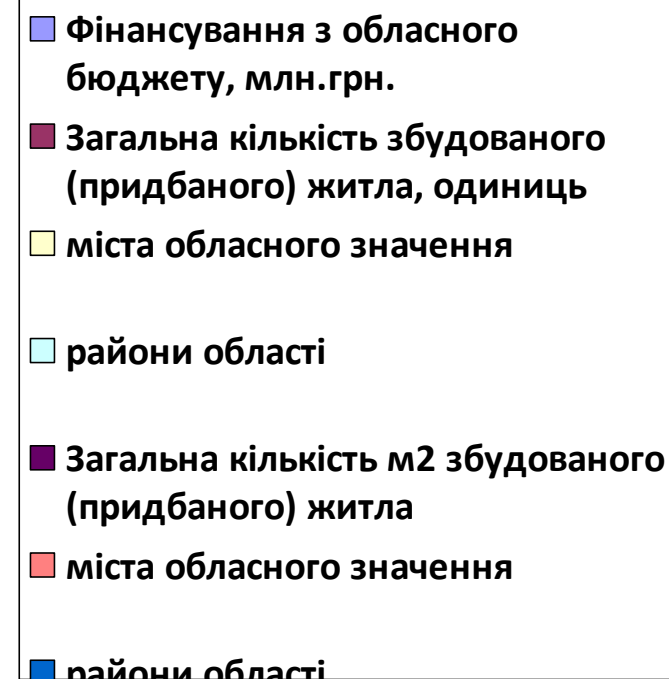 Фінансування з обласного
бюджету, млн.грн.
Загальна кількість збудованого
(придбаного) житла, одиниць
міста обласного значення
райони області
Загальна кількість м2 збудованого
(придбаного) житла
міста обласного значення
райони області